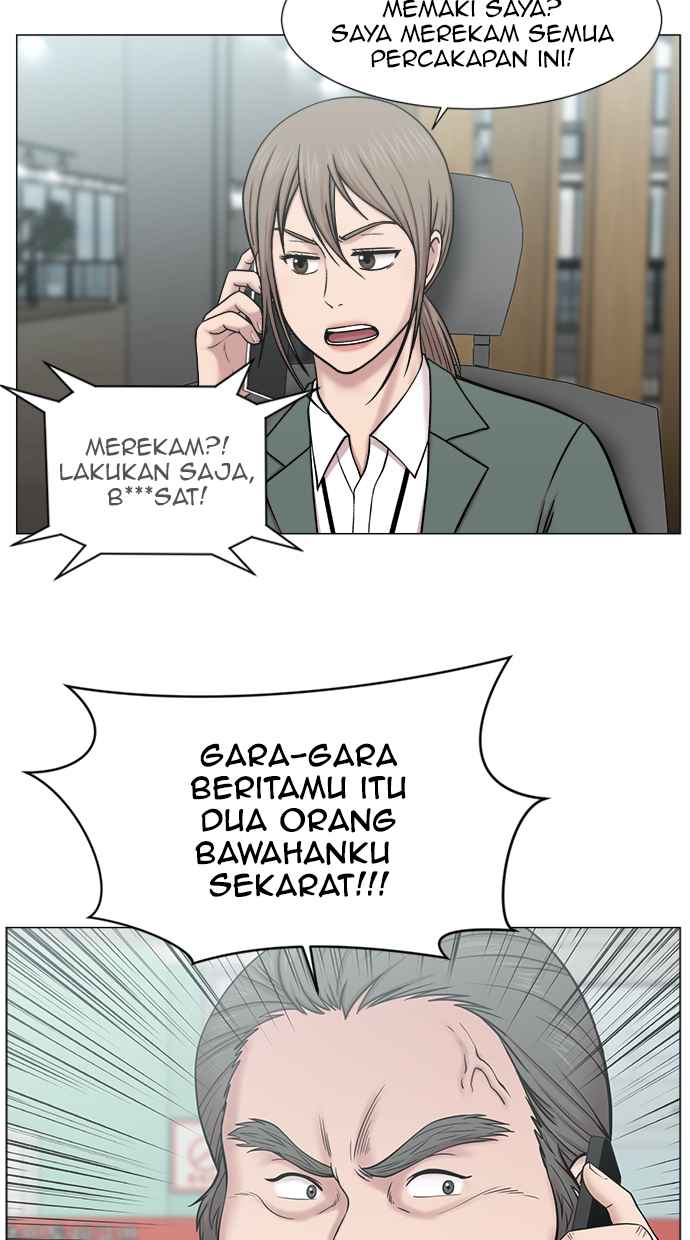 MEMAKI SAYA?
SAYA MEREKAM SEMUA
PERCAKAPAN INI!
MEREKAM?!
LAKUKAN SAJA,
B***SAT!
GARA-GARA
BERITAMU ITU
DUA ORANG
BAWAHANKU
SEKARAT!!!